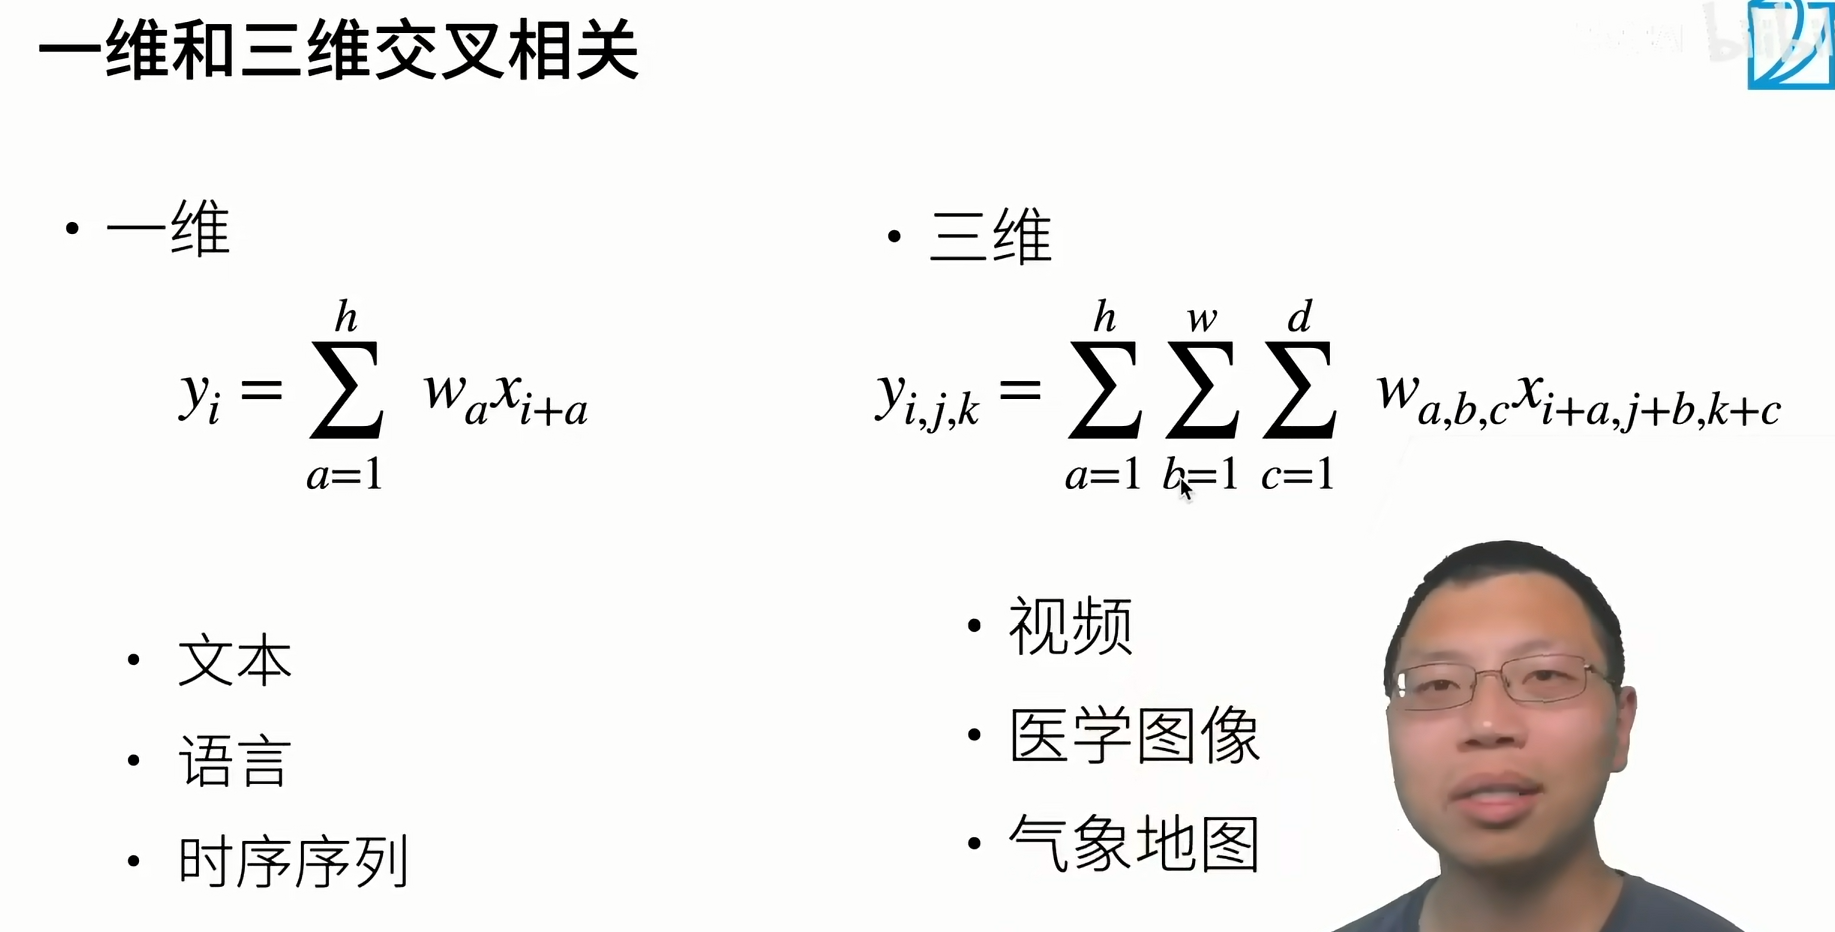 一维和三维交叉相关
bilibili
• 一维
y_i = \sum_{a=1}^{h} w_a x_{i+a}
• 文本
• 语言
• 时序序列
• 三维
y_{i,j,k} = \sum_{a=1}^{h} \sum_{b=1}^{w} \sum_{c=1}^{d} w_{a,b,c} x_{i+a,j+b,k+c}
• 视频
• 医学图像
• 气象地图